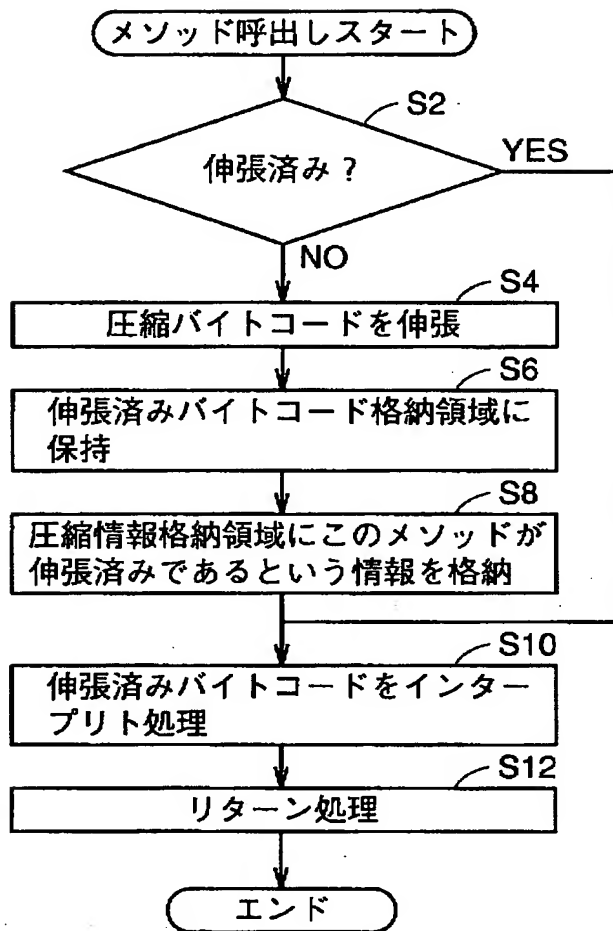 メソッド呼出しスタート
S2
伸張済み?
YES
NO
S4
圧縮バイトコードを伸張
S6
伸張済みバイトコード格納領域に
保持
S8
圧縮情報格納領域にこのメソッドが
伸張済みであるという情報を格納
S10
伸張済みバイトコードをインター
プリト処理
S12
リターン処理
エンド